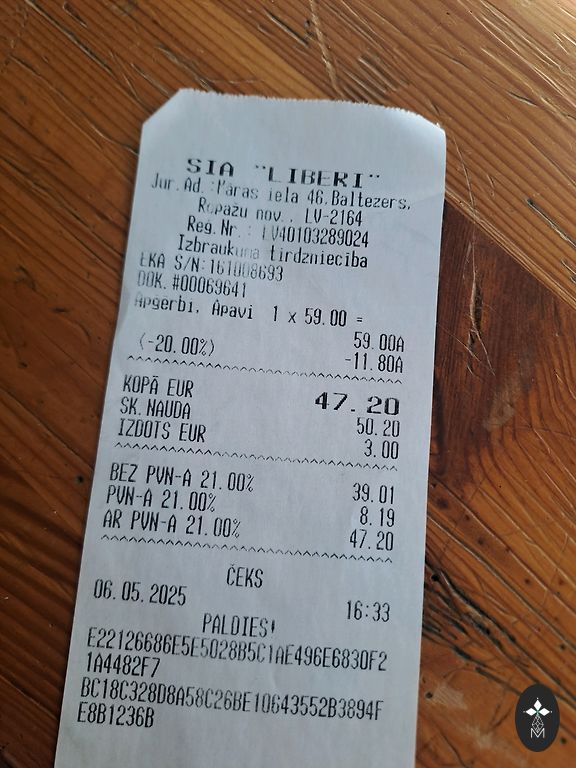 SIA "LIBERI"
Jur.Ad.:Māras iela 46,Baltezers,
Ropažu nov., LV-2164
Reg.Nr.: LV40103289024
Izbraukuma tirdzniecība
EKA S/N:161008693
DOK.#00069641
Apģerbi, Apavi 1 x 59.00 =
59.00A
(-20.00%) -11.80A
^^^^^^^^^^^^^^^^^^^^^^^^^^^^^^^^
KOPĀ EUR 47.20
SK.NAUDA 50.20
IZDOTS EUR 3.00
^^^^^^^^^^^^^^^^^^^^^^^^^^^^^^^^
BEZ PVN-A 21.00% 39.01
PVN-A 21.00% 8.19
AR PVN-A 21.00% 47.20
^^^^^^^^^^^^^^^^^^^^^^^^^^^^^^^^
ČEKS
06.05.2025 16:33
PALDIES!
E22126686E5E5028B5C1AE496E6830F2
1A4482F7
BC18C328D8A58C26BE10643552B3894F
E8B1236B
M